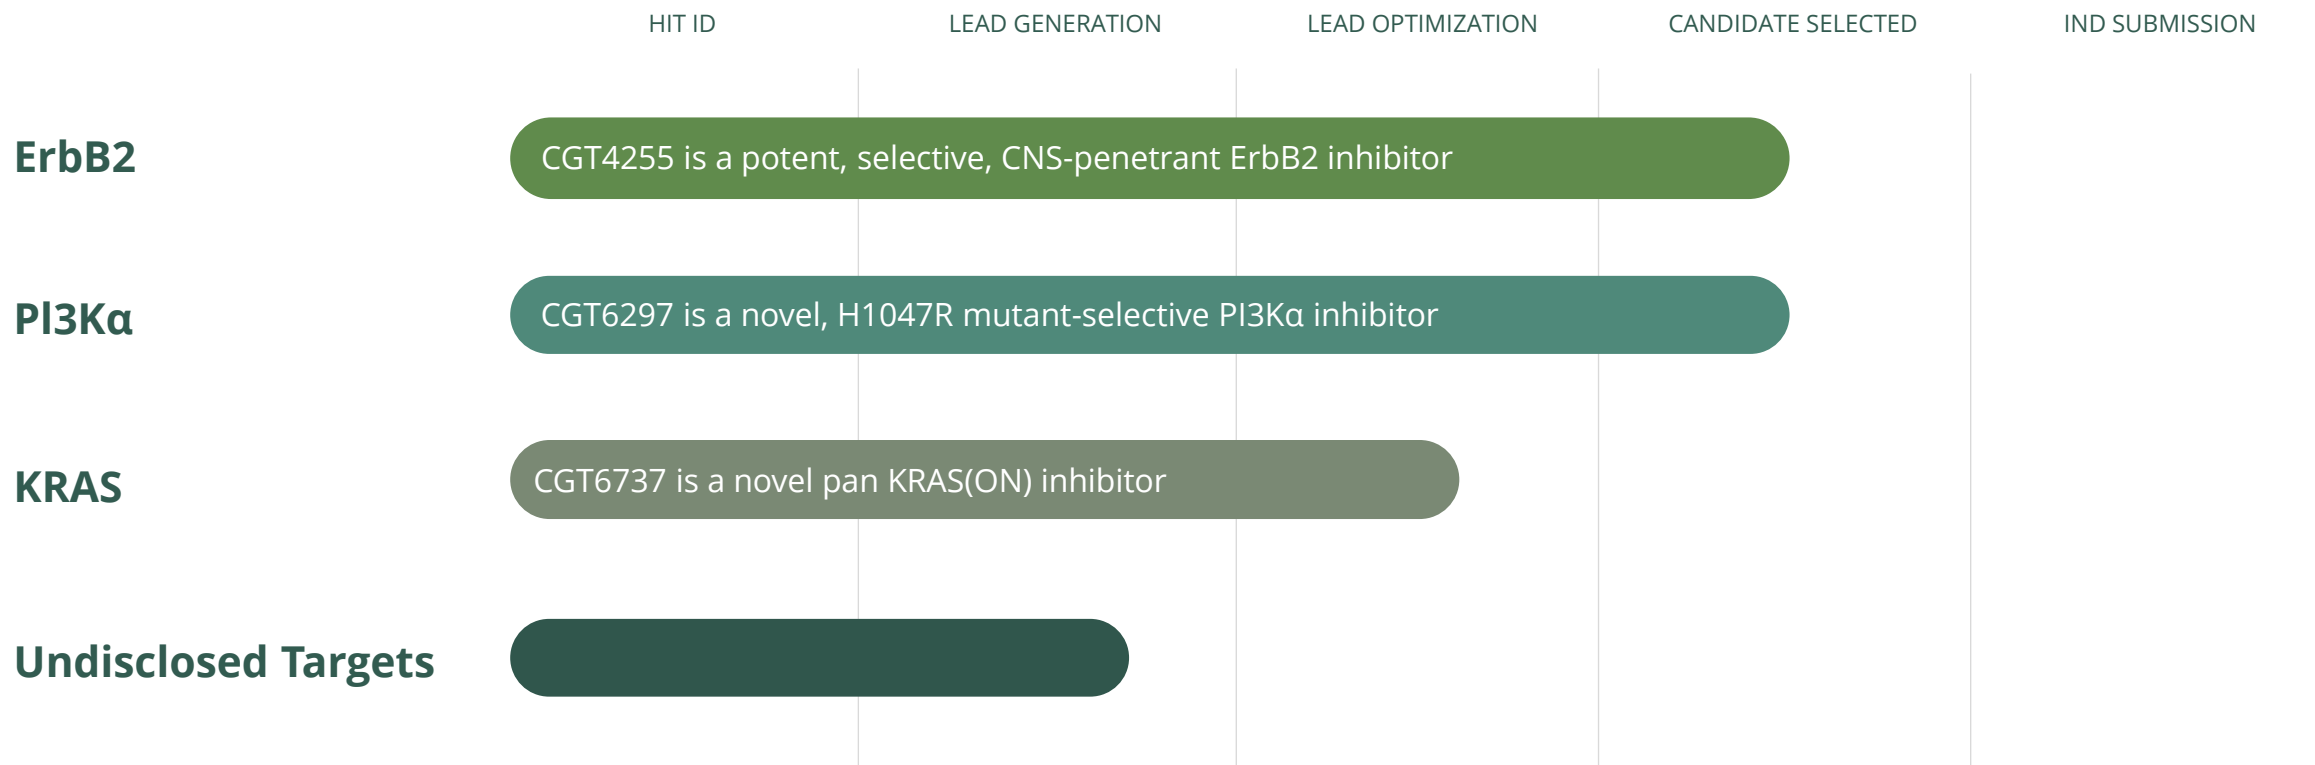 HIT ID
LEAD GENERATION
LEAD OPTIMIZATION
CANDIDATE SELECTED
IND SUBMISSION
ErbB2
CGT4255 is a potent, selective, CNS-penetrant ErbB2 inhibitor
Pl3Kα
CGT6297 is a novel, H1047R mutant-selective PI3Kα inhibitor
KRAS
CGT6737 is a novel pan KRAS(ON) inhibitor
Undisclosed Targets